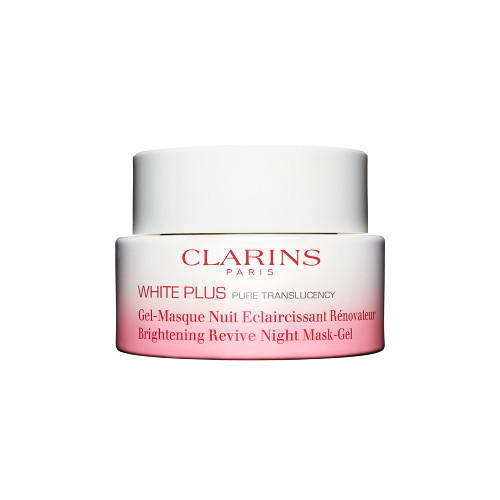 CLARINS
PARIS
WHITE PLUS PURE TRANSLUCENCY
Gel-Masque Nuit Eclaircissant Rénovateur
Brightening Revive Night Mask-Gel